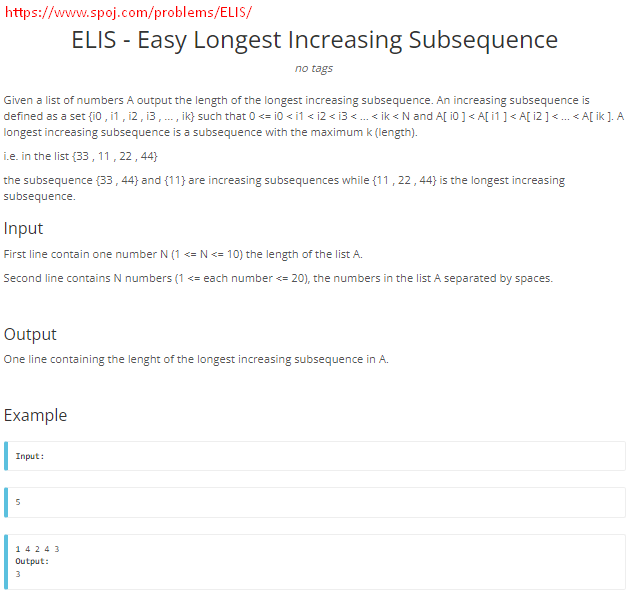 https://www.spoj.com/problems/ELIS/
ELIS - Easy Longest Increasing Subsequence
no tags
Given a list of numbers A output the length of the longest increasing subsequence. An increasing subsequence is
defined as a set {i0 , i1 , i2 , i3 , ... , ik} such that 0 <= i0 < i1 < i2 < i3 < ... < ik < N and A[ i0 ] < A[ i1 ] < A[ i2 ] < ... < A[ ik ]. A
longest increasing subsequence is a subsequence with the maximum k (length).
i.e. in the list {33 , 11 , 22 , 44}
the subsequence {33 , 44} and {11} are increasing subsequences while {11 , 22 , 44} is the longest increasing
subsequence.
Input
First line contain one number N (1 <= N <= 10) the length of the list A.
Second line contains N numbers (1 <= each number <= 20), the numbers in the list A separated by spaces.
Output
One line containing the lenght of the longest increasing subsequence in A.
Example
Input:
5
1 4 2 4 3
Output:
3